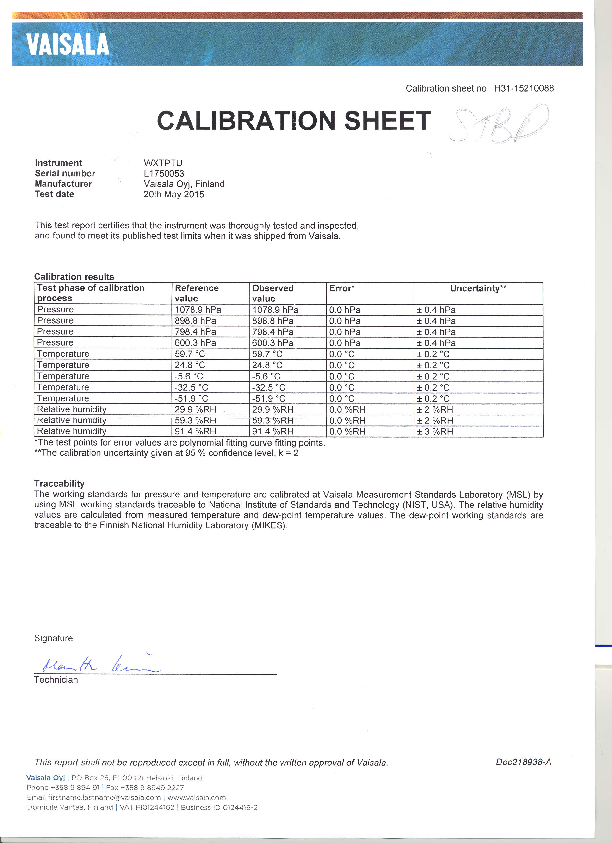 VAISALA
Calibration sheet no H31-15210088
CALIBRATION SHEET
STBD
Instrument WXTPTU
Serial number L1750053
Manufacturer Vaisala Oyj, Finland
Test date 20th May 2015
This test report certifies that the instrument was thoroughly tested and inspected,
and found to meet its published test limits when it was shipped from Vaisala.
Calibration results
Test phase of calibration process Reference value Observed value Error* Uncertainty**
Pressure 1078.9 hPa 1078.9 hPa 0.0 hPa ± 0.4 hPa
Pressure 898.8 hPa 898.8 hPa 0.0 hPa ± 0.4 hPa
Pressure 798.4 hPa 798.4 hPa 0.0 hPa ± 0.4 hPa
Pressure 600.3 hPa 600.3 hPa 0.0 hPa ± 0.4 hPa
Temperature 59.7 °C 59.7 °C 0.0 °C ± 0.2 °C
Temperature 24.8 °C 24.8 °C 0.0 °C ± 0.2 °C
Temperature -5.6 °C -5.6 °C 0.0 °C ± 0.2 °C
Temperature -32.5 °C -32.5 °C 0.0 °C ± 0.2 °C
Temperature -51.9 °C -51.9 °C 0.0 °C ± 0.2 °C
Relative humidity 29.9 %RH 29.9 %RH 0.0 %RH ± 2 %RH
Relative humidity 59.3 %RH 59.3 %RH 0.0 %RH ± 2 %RH
Relative humidity 91.4 %RH 91.4 %RH 0.0 %RH ± 3 %RH
*The test points for error values are polynomial fitting curve fitting points.
**The calibration uncertainty given at 95 % confidence level, k = 2
Traceability
The working standards for pressure and temperature are calibrated at Vaisala Measurement Standards Laboratory (MSL) by
using MSL working standards traceable to National Institute of Standards and Technology (NIST, USA). The relative humidity
values are calculated from measured temperature and dew-point temperature values. The dew-point working standards are
traceable to the Finnish National Humidity Laboratory (MIKES).
Signature
Technician
This report shall not be reproduced except in full, without the written approval of Vaisala. Doc218938-A
Vaisala Oyj | PO Box 26, FI-00421 Helsinki, Finland
Phone +358 9 894 91 | Fax +358 9 8949 2227
Email firstname.lastname@vaisala.com | www.vaisala.com
Domicile Vantaa, Finland | VAT FI01244162 | Business ID 0124416-2